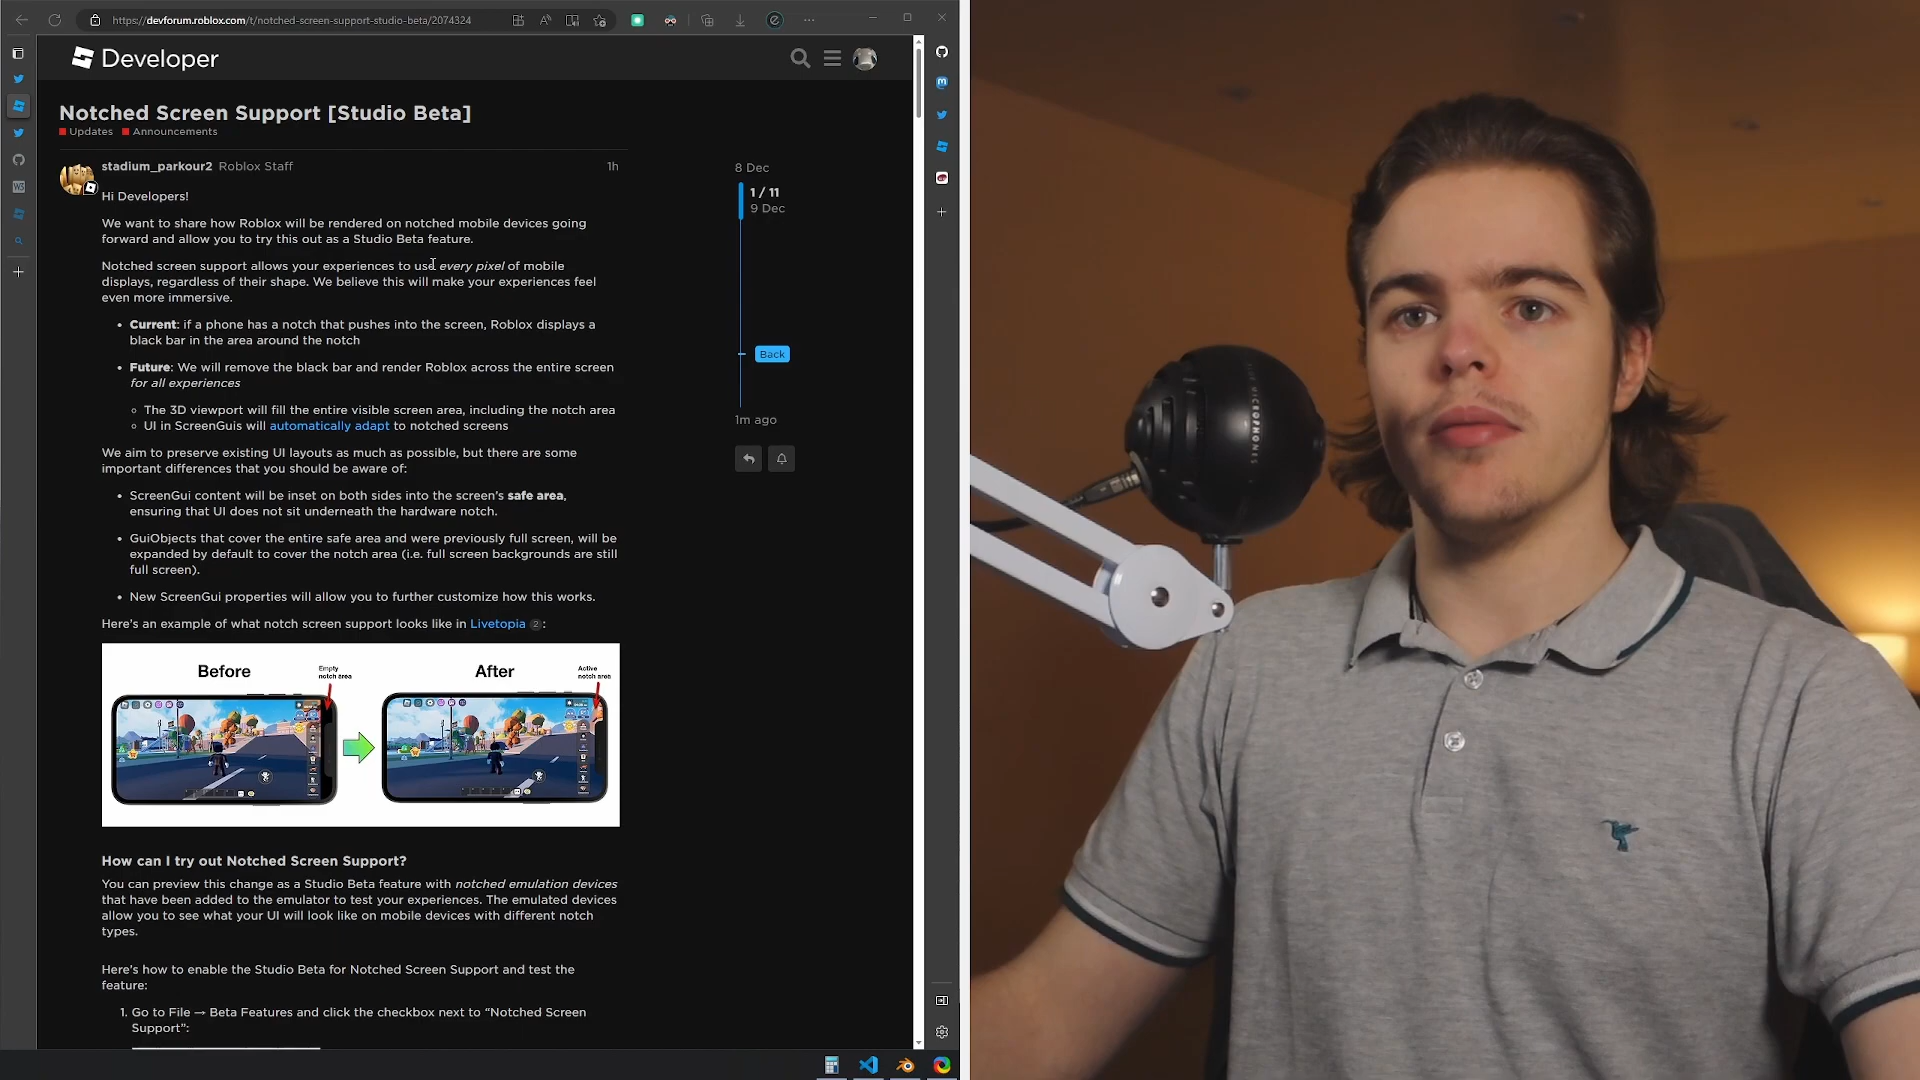 https://devforum.roblox.com/t/notched-screen-support-studio-beta/2074324
Developer
Notched Screen Support [Studio Beta]
Updates Announcements
stadium_parkour2 Roblox Staff 1h
Hi Developers!
We want to share how Roblox will be rendered on notched mobile devices going
forward and allow you to try this out as a Studio Beta feature.
Notched screen support allows your experiences to use every pixel of mobile
displays, regardless of their shape. We believe this will make your experiences feel
even more immersive.
• Current: if a phone has a notch that pushes into the screen, Roblox displays a
black bar in the area around the notch
• Future: We will remove the black bar and render Roblox across the entire screen
for all experiences
◦ The 3D viewport will fill the entire visible screen area, including the notch area
◦ UI in ScreenGuis will automatically adapt to notched screens
We aim to preserve existing UI layouts as much as possible, but there are some
important differences that you should be aware of:
• ScreenGui content will be inset on both sides into the screen's safe area,
ensuring that UI does not sit underneath the hardware notch.
• GuiObjects that cover the entire safe area and were previously full screen, will be
expanded by default to cover the notch area (i.e. full screen backgrounds are still
full screen).
• New ScreenGui properties will allow you to further customize how this works.
Here's an example of what notch screen support looks like in Livetopia 2:
Before
Empty
notch area
After
Active
notch area
How can I try out Notched Screen Support?
You can preview this change as a Studio Beta feature with notched emulation devices
that have been added to the emulator to test your experiences. The emulated devices
allow you to see what your UI will look like on mobile devices with different notch
types.
Here's how to enable the Studio Beta for Notched Screen Support and test the
feature:
1. Go to File → Beta Features and click the checkbox next to “Notched Screen
Support”:
8 Dec
1 / 11
9 Dec
Back
1m ago
MICROPHONES